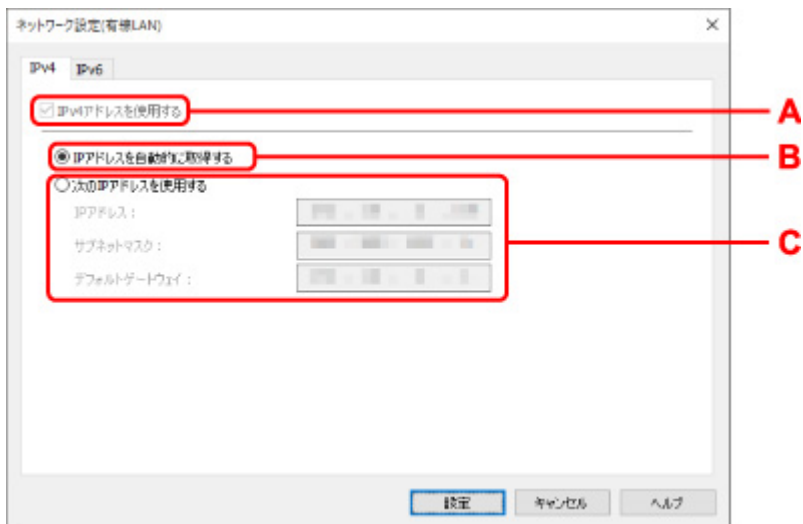 ネットワーク設定(有線LAN)
IPv4 IPv6
IPv4アドレスを使用する
A
IPアドレスを自動的に取得する
B
次のIPアドレスを使用する
IPアドレス：
サブネットマスク：
C
デフォルトゲートウェイ：
設定 キャンセル ヘルプ